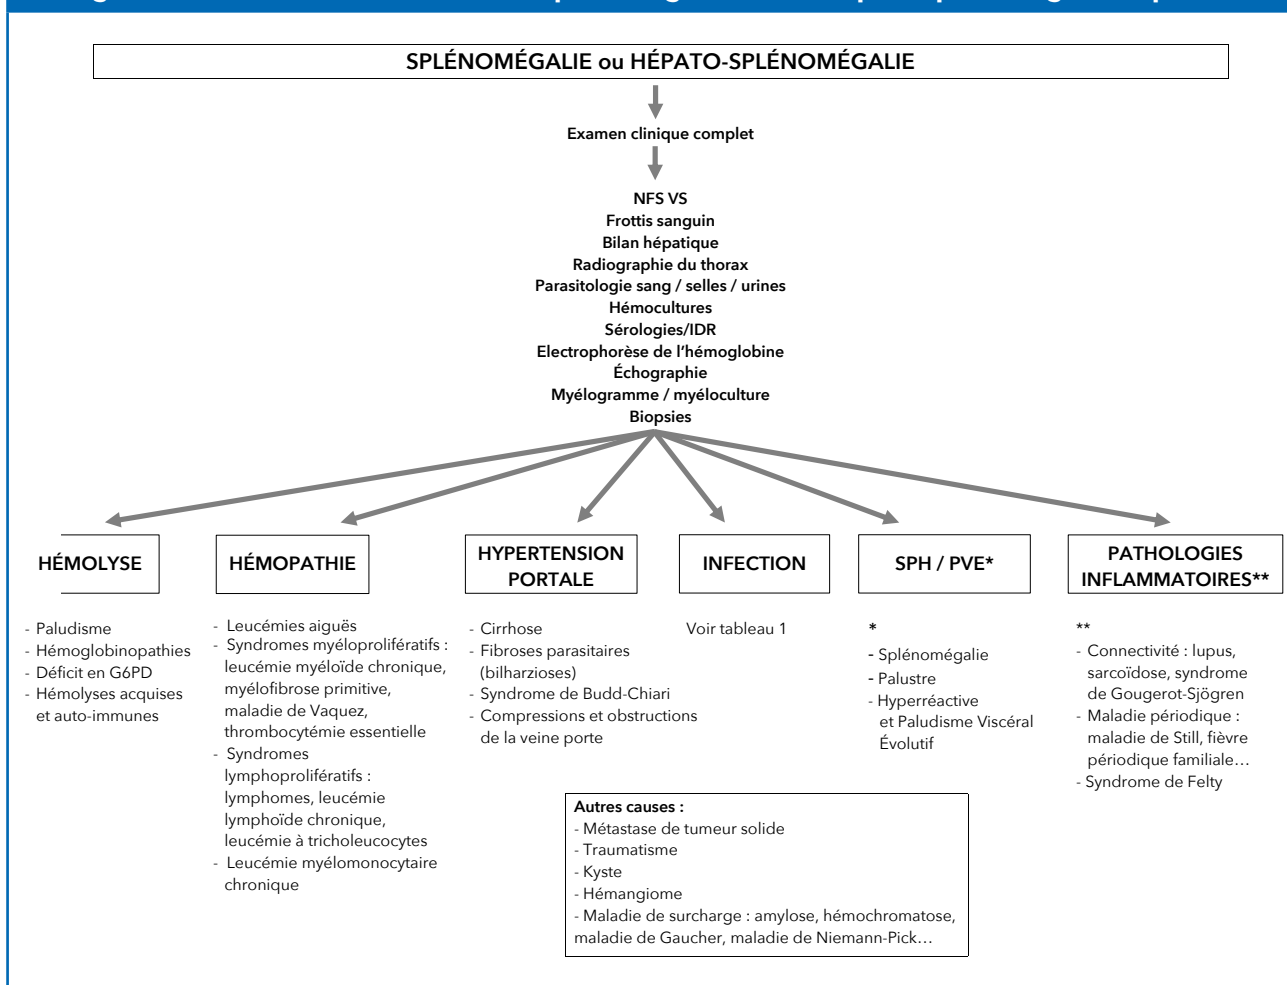 SPLÉNOMÉGALIE ou HÉPATO-SPLÉNOMÉGALIE
Examen clinique complet
NFS VS
Frottis sanguin
Bilan hépatique
Radiographie du thorax
Parasitologie sang / selles / urines
Hémocultures
Sérologies/IDR
Electrophorèse de l'hémoglobine
Échographie
Myélogramme / myéloculture
Biopsies
HÉMOLYSE
- Paludisme
- Hémoglobinopathies
- Déficit en G6PD
- Hémolyses acquises
et auto-immunes
HÉMOPATHIE
- Leucémies aiguës
- Syndromes myéloprolifératifs :
leucémie myéloïde chronique,
myélofibrose primitive,
maladie de Vaquez,
thrombocytémie essentielle
- Syndromes
lymphoprolifératifs :
lymphomes, leucémie
lymphoïde chronique,
leucémie à tricholeucocytes
- Leucémie myélomonocytaire
chronique
HYPERTENSION
PORTALE
- Cirrhose
- Fibroses parasitaires
(bilharzioses)
- Syndrome de Budd-Chiari
- Compressions et obstructions
de la veine porte
INFECTION
Voir tableau 1
SPH / PVE*
*
- Splénomégalie
- Palustre
- Hyperréactive
et Paludisme Viscéral
Évolutif
PATHOLOGIES
INFLAMMATOIRES**
**
- Connectivité : lupus,
sarcoïdose, syndrome
de Gougerot-Sjögren
- Maladie périodique :
maladie de Still, fièvre
périodique familiale...
- Syndrome de Felty
Autres causes :
- Métastase de tumeur solide
- Traumatisme
- Kyste
- Hémangiome
- Maladie de surcharge : amylose, hémochromatose,
maladie de Gaucher, maladie de Niemann-Pick...